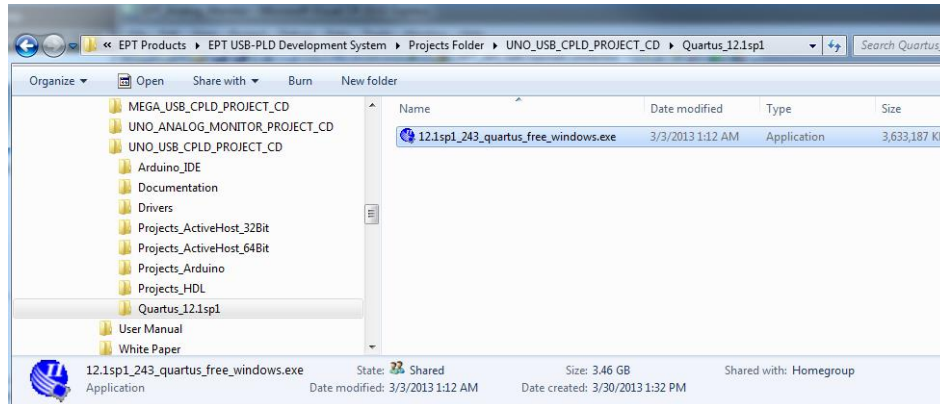 « EPT Products ▸ EPT USB-PLD Development System ▸ Projects Folder ▸ UNO_USB_CPLD_PROJECT_CD ▸ Quartus_12.1sp1
Search Quartus
Organize Open Share with Burn New folder
MEGA_USB_CPLD_PROJECT_CD
UNO_ANALOG_MONITOR_PROJECT_CD
UNO_USB_CPLD_PROJECT_CD
Arduino_IDE
Documentation
Drivers
Projects_ActiveHost_32Bit
Projects_ActiveHost_64Bit
Projects_Arduino
Projects_HDL
Quartus_12.1sp1
User Manual
White Paper
Name Date modified Type Size
12.1sp1_243_quartus_free_windows.exe 3/3/2013 1:12 AM Application 3,633,187 K
12.1sp1_243_quartus_free_windows.exe State: Shared Size: 3.46 GB Shared with: Homegroup
Application Date modified: 3/3/2013 1:12 AM Date created: 3/30/2013 1:32 PM